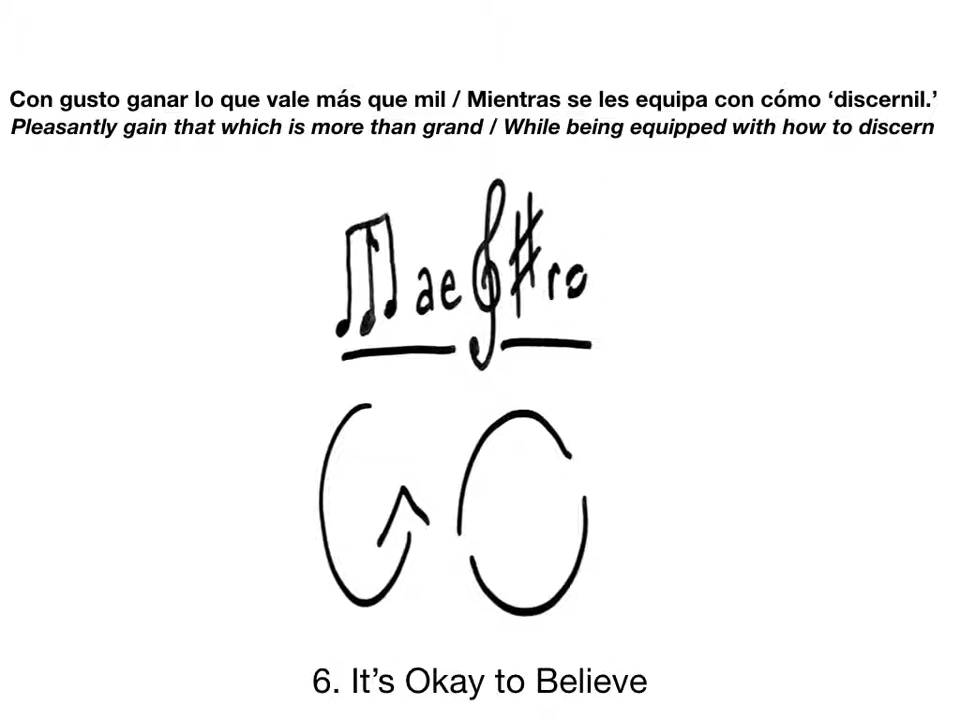 Con gusto ganar lo que vale más que mil / Mientras se les equipa con cómo ‘discernil.’
Pleasantly gain that which is more than grand / While being equipped with how to discern
Maestro
GO
6. It’s Okay to Believe